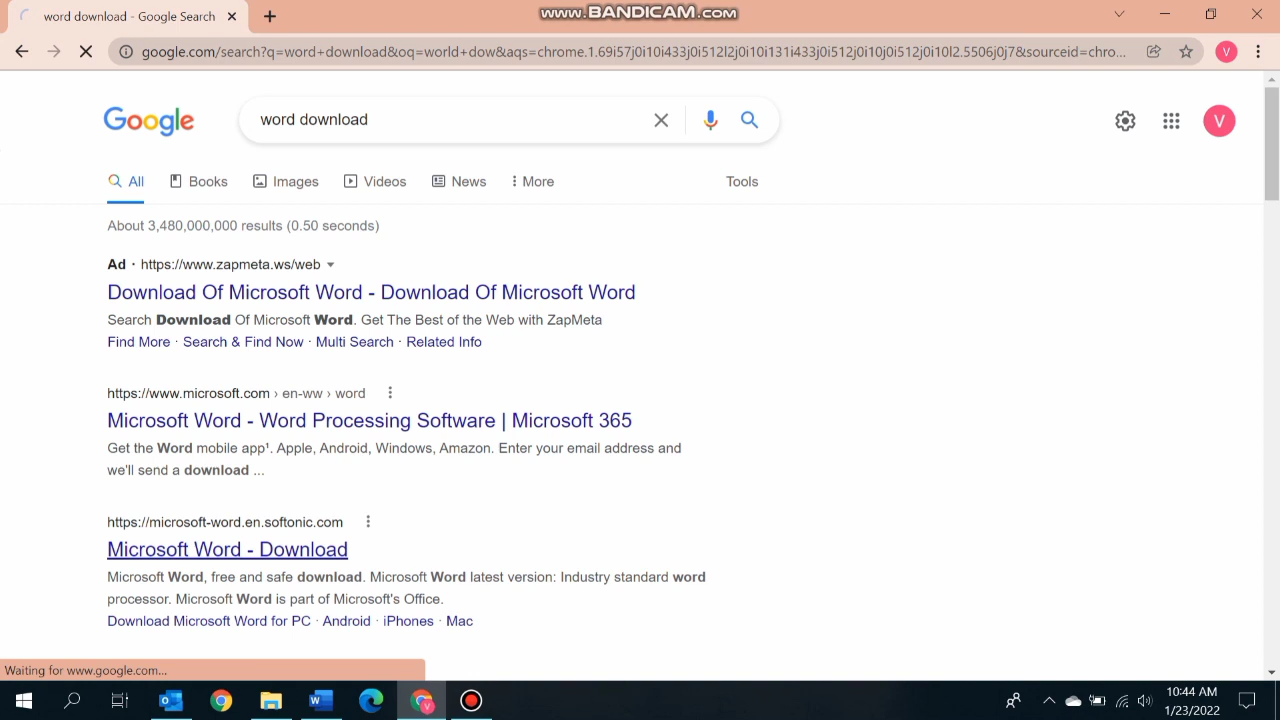 www.BANDICAM.com
word download - Google Search
google.com/search?q=word+download&oq=world+dow&aqs=chrome.1.69i57j0i10i433j0i512l2j0i10i131i433j0i512j0i10j0i512j0i10l2.5506j0j7&sourceid=chro...
V
Google
word download
V
All
Books
Images
Videos
News
More
Tools
About 3,480,000,000 results (0.50 seconds)
Ad · https://www.zapmeta.ws/web
Download Of Microsoft Word - Download Of Microsoft Word
Search Download Of Microsoft Word. Get The Best of the Web with ZapMeta
Find More · Search & Find Now · Multi Search · Related Info
https://www.microsoft.com › en-ww › word
Microsoft Word - Word Processing Software | Microsoft 365
Get the Word mobile app¹. Apple, Android, Windows, Amazon. Enter your email address and
we'll send a download ...
https://microsoft-word.en.softonic.com
Microsoft Word - Download
Microsoft Word, free and safe download. Microsoft Word latest version: Industry standard word
processor. Microsoft Word is part of Microsoft's Office.
Download Microsoft Word for PC · Android · iPhones · Mac
Waiting for www.google.com...
V
10:44 AM
1/23/2022